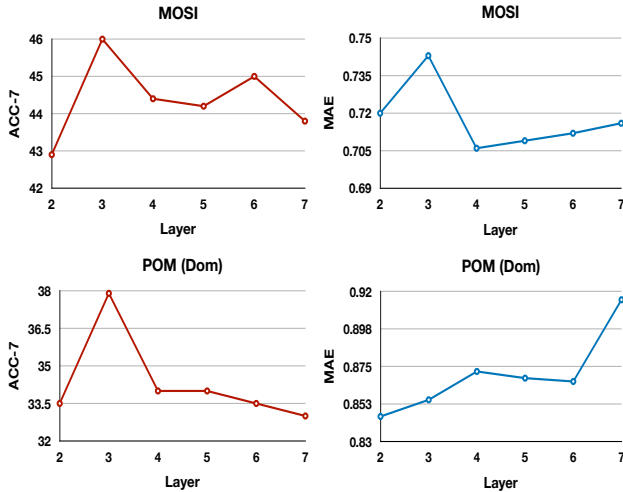 MOSI
46
45
44
43
42
ACC-7
2 3 4 5 6 7
Layer
MOSI
0.75
0.735
0.72
0.705
0.69
MAE
2 3 4 5 6 7
Layer
POM (Dom)
38
36.5
35
33.5
32
ACC-7
2 3 4 5 6 7
Layer
POM (Dom)
0.92
0.898
0.875
0.853
0.83
MAE
2 3 4 5 6 7
Layer